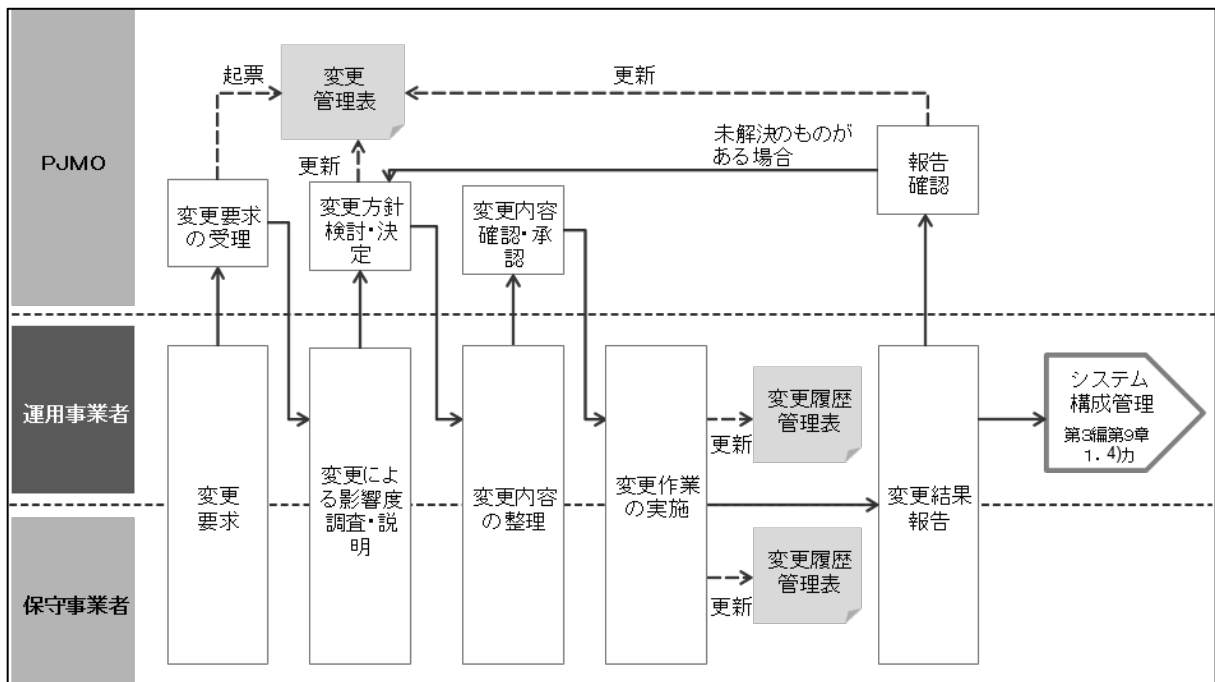 PJMO
起票
変更
管理表
更新
未解決のものが
ある場合
更新
報告
確認
変更要求
の受理
変更方針
検討・決
定
変更内容
確認・承
認
運用事業者
変更
要求
変更によ
る影響度
調査・説
明
変更内容
の整理
変更作業
の実施
変更履歴
管理表
更新
変更結果
報告
システム
構成管理
第3編第9章
1. 4)カ
保守事業者
変更履歴
管理表
更新